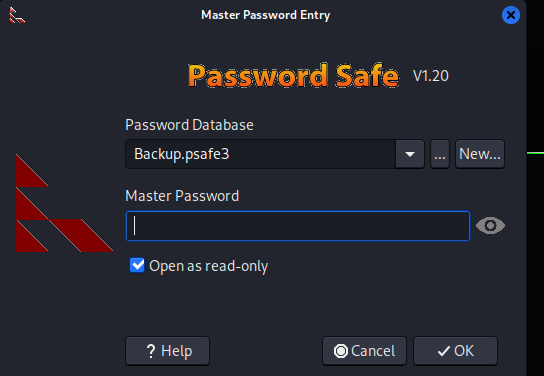 Master Password Entry
Password Safe V1.20
Password Database
Backup.psafe3
... New...
Master Password
Open as read-only
? Help Cancel OK